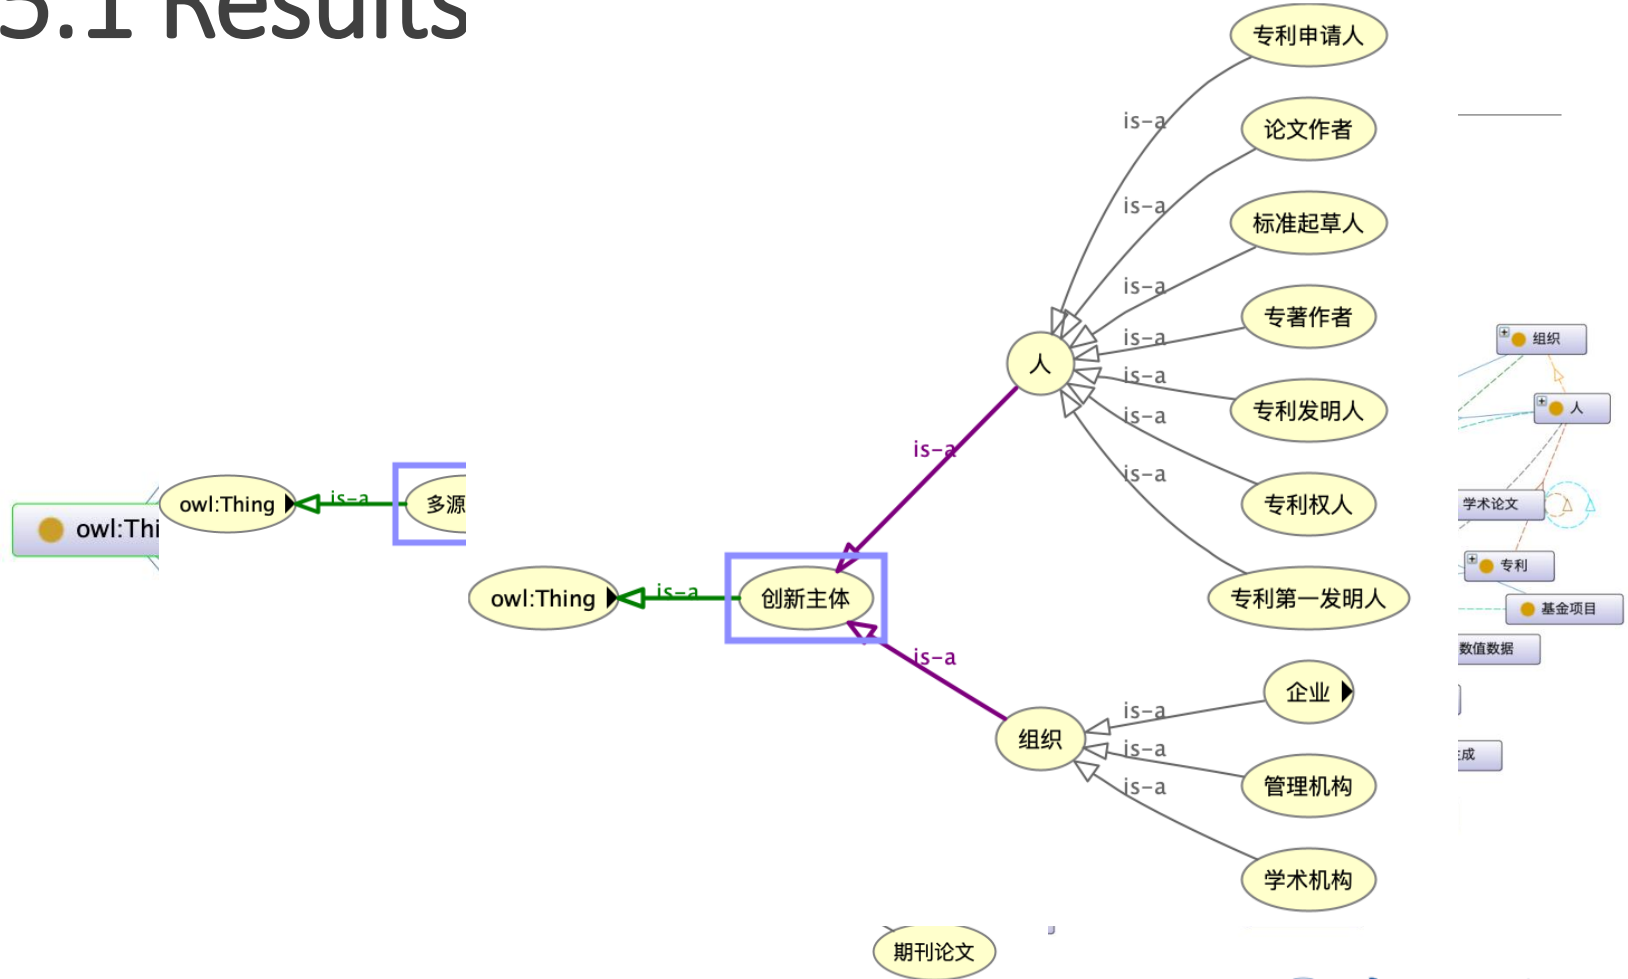 5.1 Results
专利申请人
is-a
论文作者
is-a
标准起草人
is-a
专著作者
is-a
人
is-a
专利发明人
is-a
专利权人
is-a
专利第一发明人
is-a
owl:Thi
owl:Thing
is-a
多源
owl:Thing
is-a
创新主体
is-a
组织
企业
is-a
管理机构
is-a
学术机构
is-a
期刊论文
组织
人
学术论文
专利
基金项目
数值数据
成